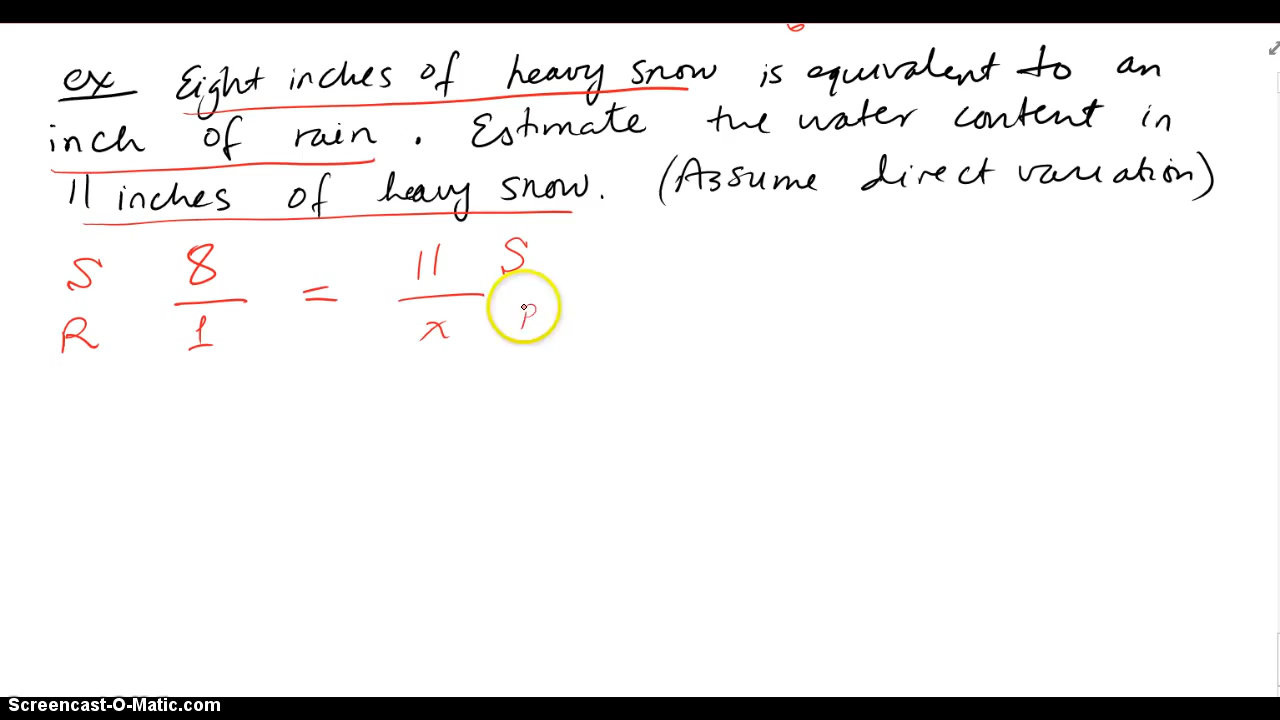 ex Eight inches of heavy snow is equivalent to an
inch of rain. Estimate the water content in
11 inches of heavy snow. (Assume direct variation)
S 8 = 11 S
R 1 x
Screencast-O-Matic.com